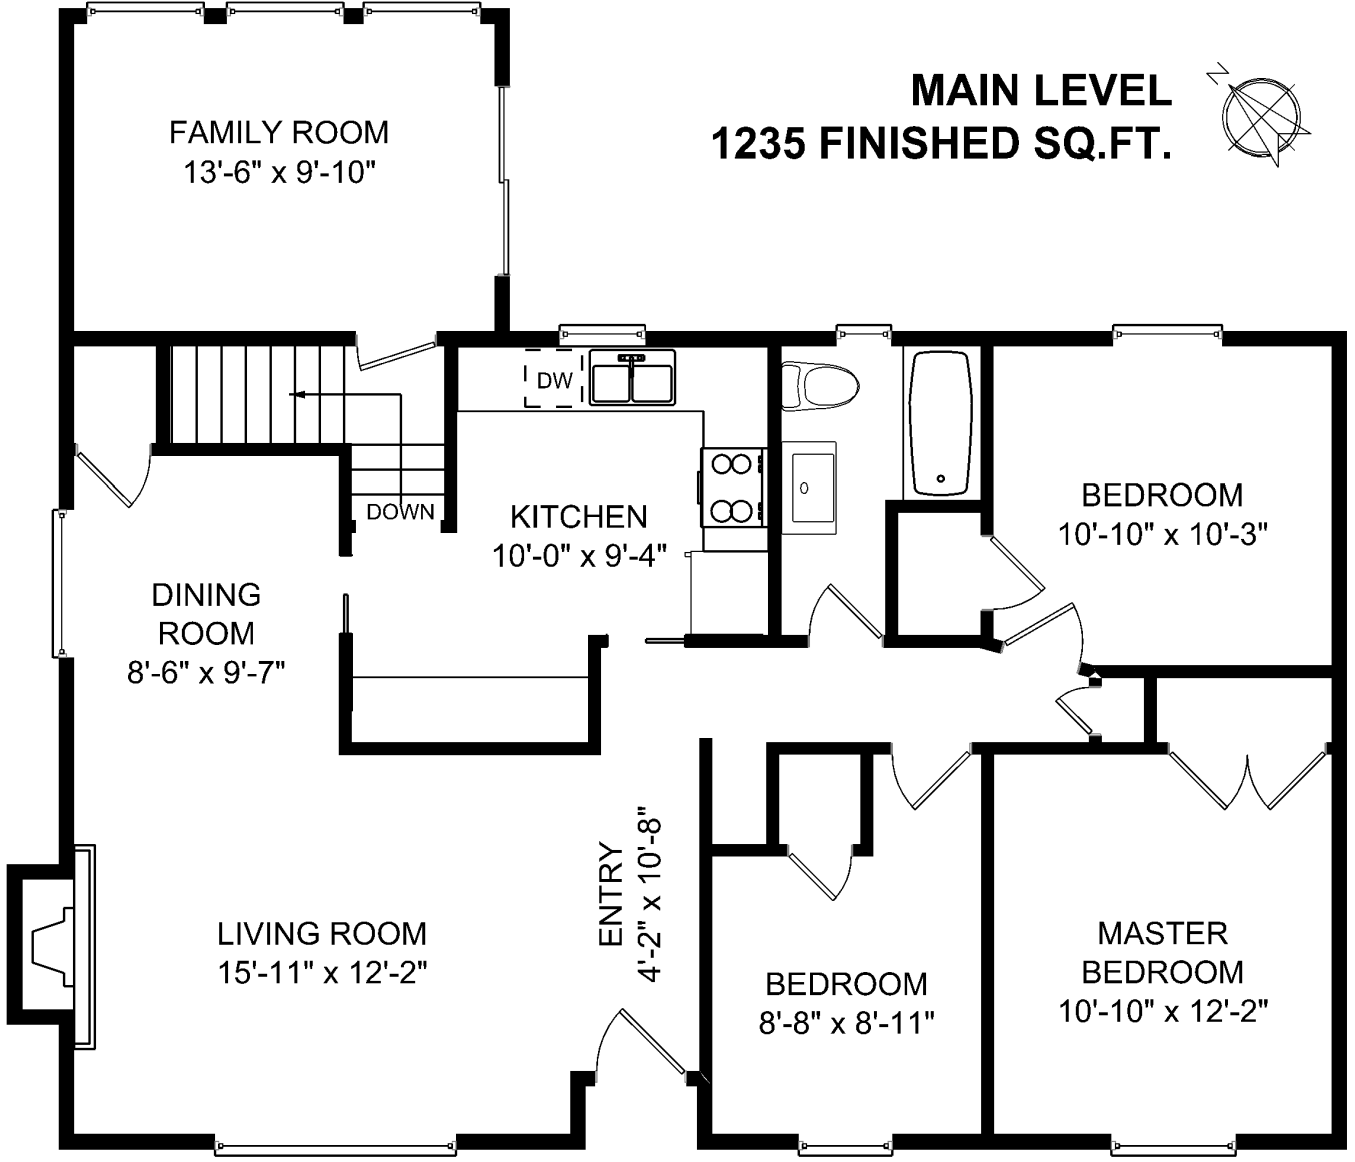 MAIN LEVEL
1235 FINISHED SQ.FT.
N
FAMILY ROOM
13'-6" x 9'-10"
DW
DOWN
KITCHEN
10'-0" x 9'-4"
BEDROOM
10'-10" x 10'-3"
DINING
ROOM
8'-6" x 9'-7"
ENTRY
4'-2" x 10'-8"
LIVING ROOM
15'-11" x 12'-2"
BEDROOM
8'-8" x 8'-11"
MASTER
BEDROOM
10'-10" x 12'-2"